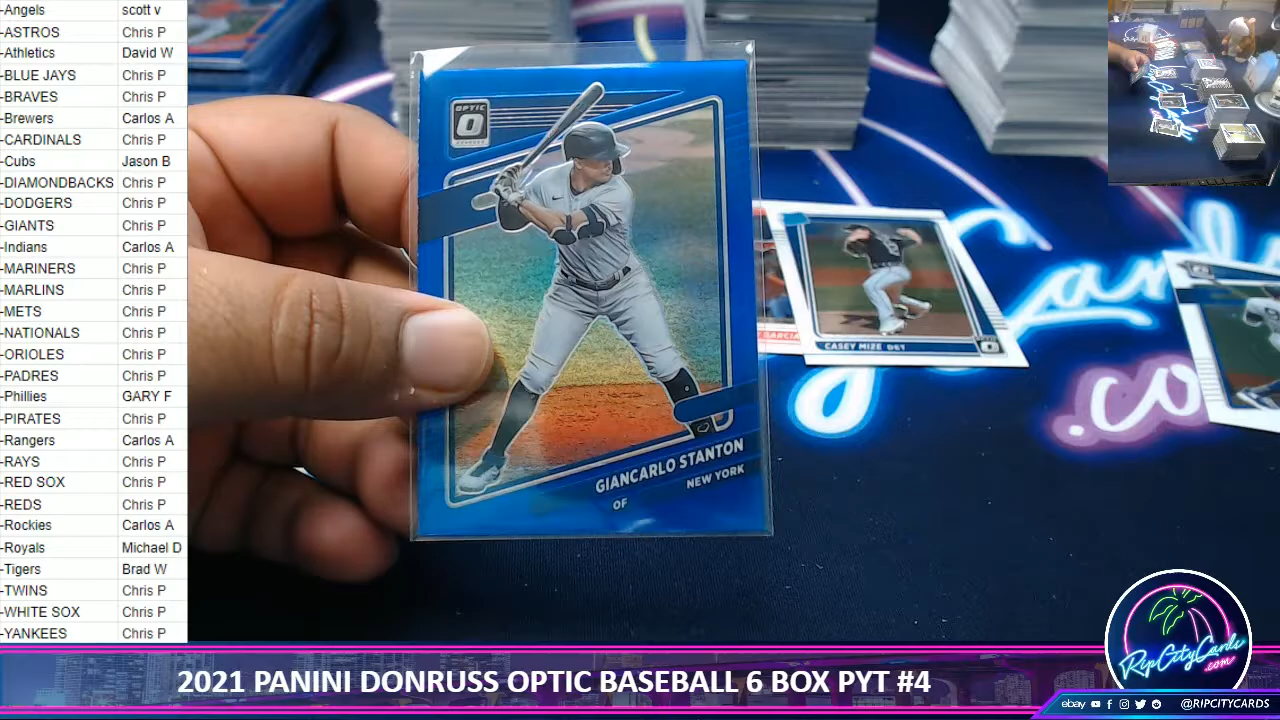 -Angels scott v
-ASTROS Chris P
-Athletics David W
-BLUE JAYS Chris P
-BRAVES Chris P
-Brewers Carlos A
-CARDINALS Chris P
-Cubs Jason B
-DIAMONDBACKS Chris P
-DODGERS Chris P
-GIANTS Chris P
-Indians Carlos A
-MARINERS Chris P
-MARLINS Chris P
-METS Chris P
-NATIONALS Chris P
-ORIOLES Chris P
-PADRES Chris P
-Phillies GARY F
-PIRATES Chris P
-Rangers Carlos A
-RAYS Chris P
-RED SOX Chris P
-REDS Chris P
-Rockies Carlos A
-Royals Michael D
-Tigers Brad W
-TWINS Chris P
-WHITE SOX Chris P
-YANKEES Chris P
OPTIC
GIANCARLO STANTON
OF NEW YORK
GARCIA
CASEY MIZE DET
.co
RipCityCards
.com
2021 PANINI DONRUSS OPTIC BASEBALL 6 BOX PYT #4
ebay @RIPCITYCARDS